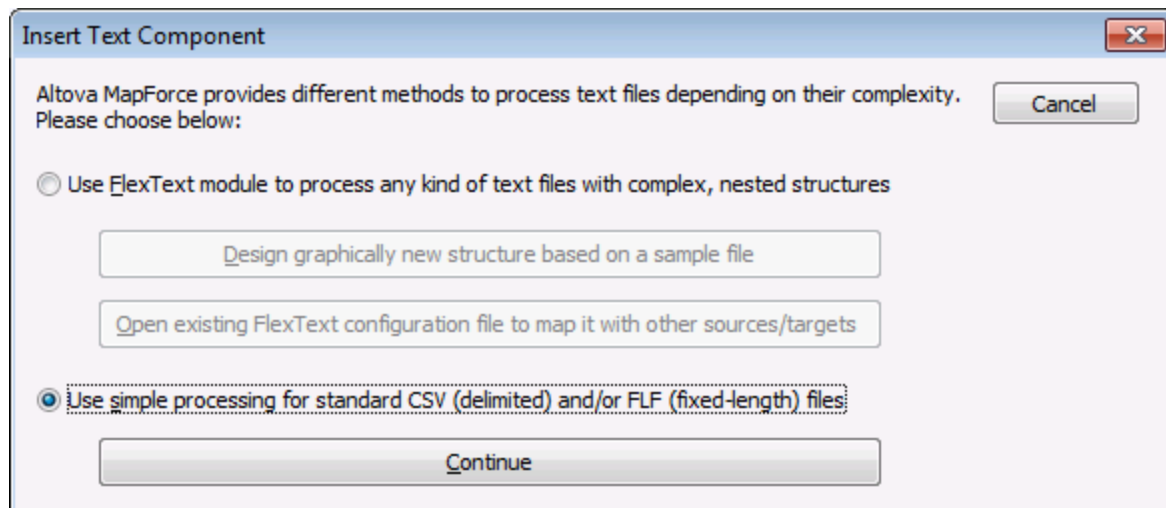 Insert Text Component
Altova MapForce provides different methods to process text files depending on their complexity.
Please choose below:
Cancel
Use FlexText module to process any kind of text files with complex, nested structures
Design graphically new structure based on a sample file
Open existing FlexText configuration file to map it with other sources/targets
Use simple processing for standard CSV (delimited) and/or FLF (fixed-length) files
Continue